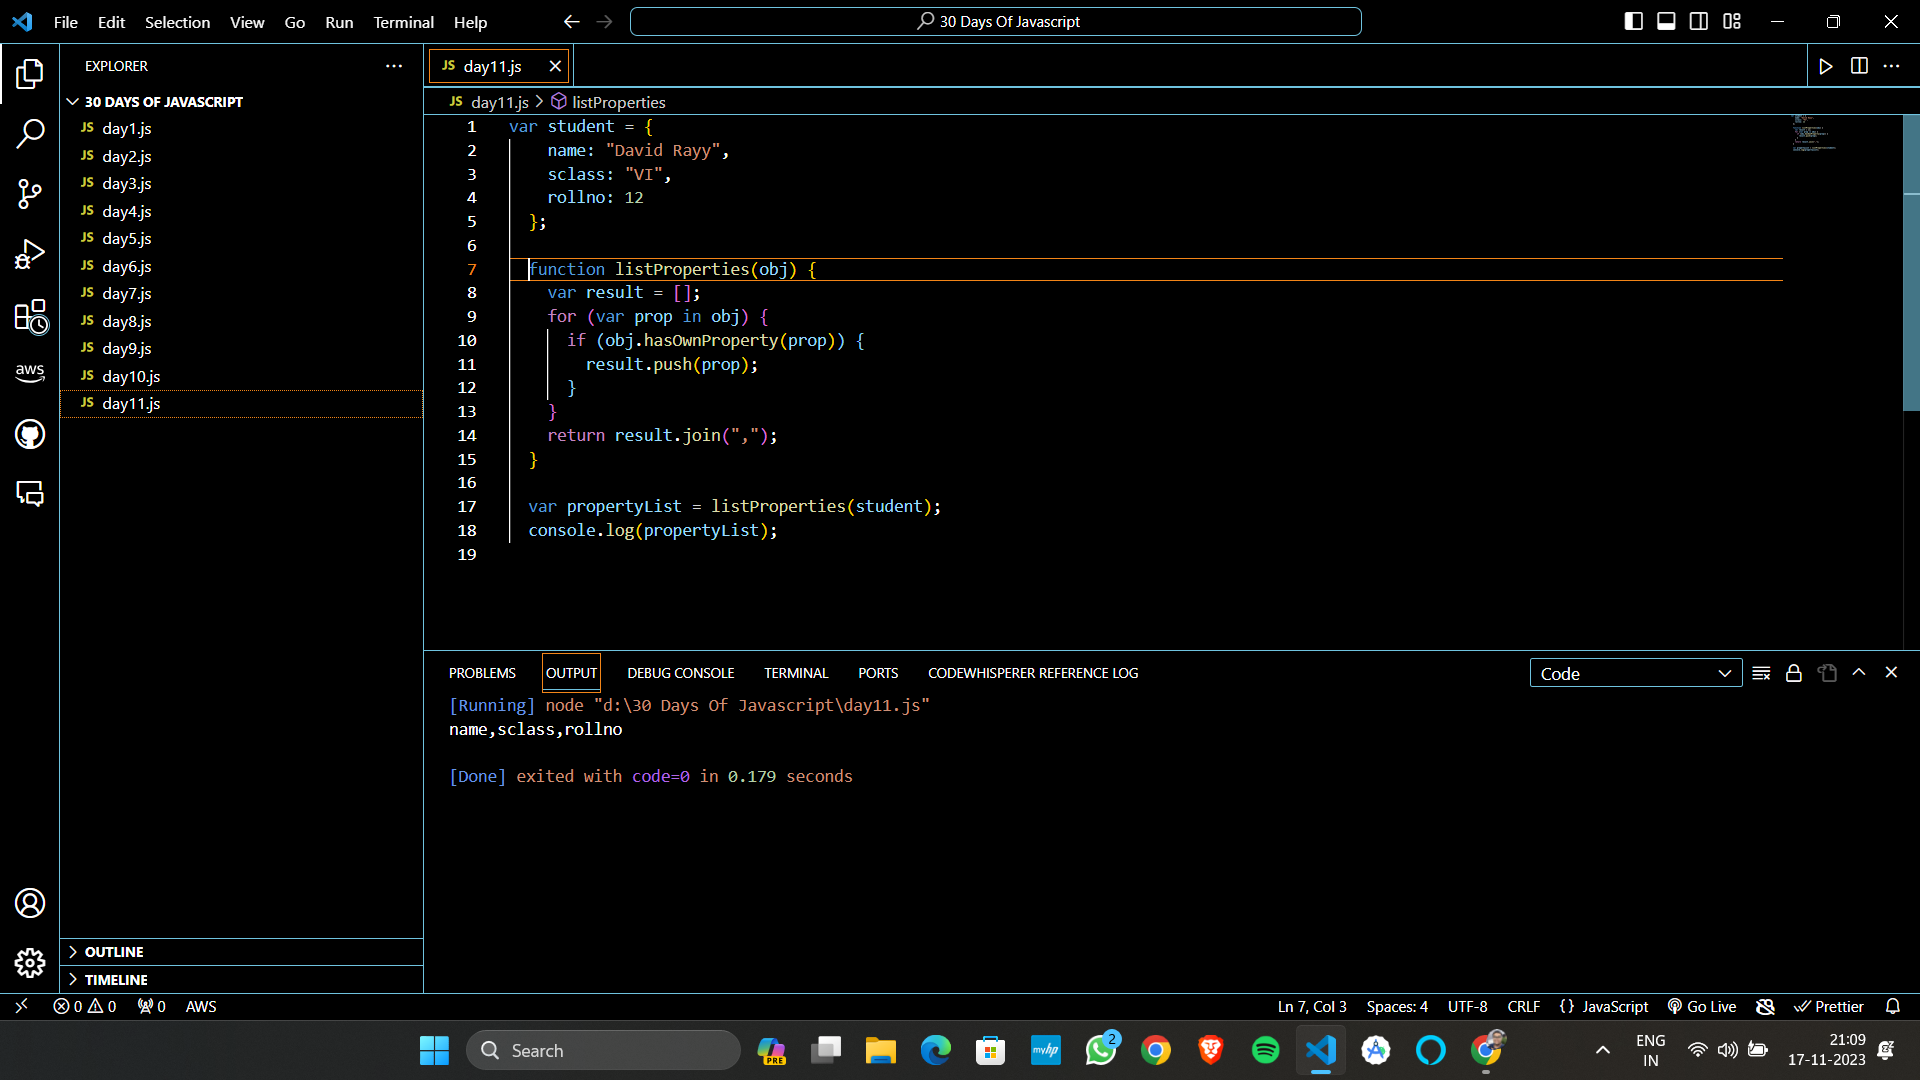 File Edit Selection View Go Run Terminal Help
30 Days Of Javascript
EXPLORER
30 DAYS OF JAVASCRIPT
JS day1.js
JS day2.js
JS day3.js
JS day4.js
JS day5.js
JS day6.js
JS day7.js
JS day8.js
JS day9.js
JS day10.js
JS day11.js
OUTLINE
TIMELINE
aws
JS day11.js
JS day11.js > listProperties
1 var student = {
2 name: "David Rayy",
3 sclass: "VI",
4 rollno: 12
5 };
6
7 function listProperties(obj) {
8 var result = [];
9 for (var prop in obj) {
10 if (obj.hasOwnProperty(prop)) {
11 result.push(prop);
12 }
13 }
14 return result.join(",");
15 }
16
17 var propertyList = listProperties(student);
18 console.log(propertyList);
19
PROBLEMS OUTPUT DEBUG CONSOLE TERMINAL PORTS CODEWHISPERER REFERENCE LOG
Code
[Running] node "d:\30 Days Of Javascript\day11.js"
name,sclass,rollno
[Done] exited with code=0 in 0.179 seconds
0 0 0 AWS
Ln 7, Col 3 Spaces: 4 UTF-8 CRLF {} JavaScript Go Live Prettier
Search
PRE
myhp
2
ENG
IN
21:09
17-11-2023